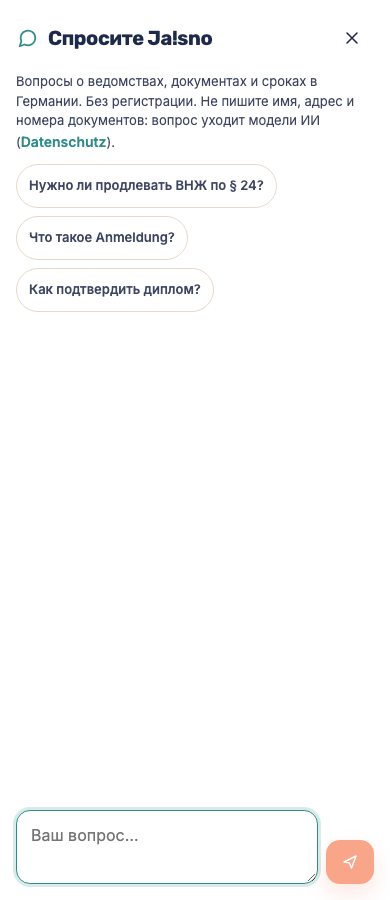 Спросите Ja!sno
Вопросы о ведомствах, документах и сроках в
Германии. Без регистрации. Не пишите имя, адрес и
номера документов: вопрос уходит модели ИИ
(Datenschutz).
Нужно ли продлевать ВНЖ по § 24?
Что такое Anmeldung?
Как подтвердить диплом?
Ваш вопрос...